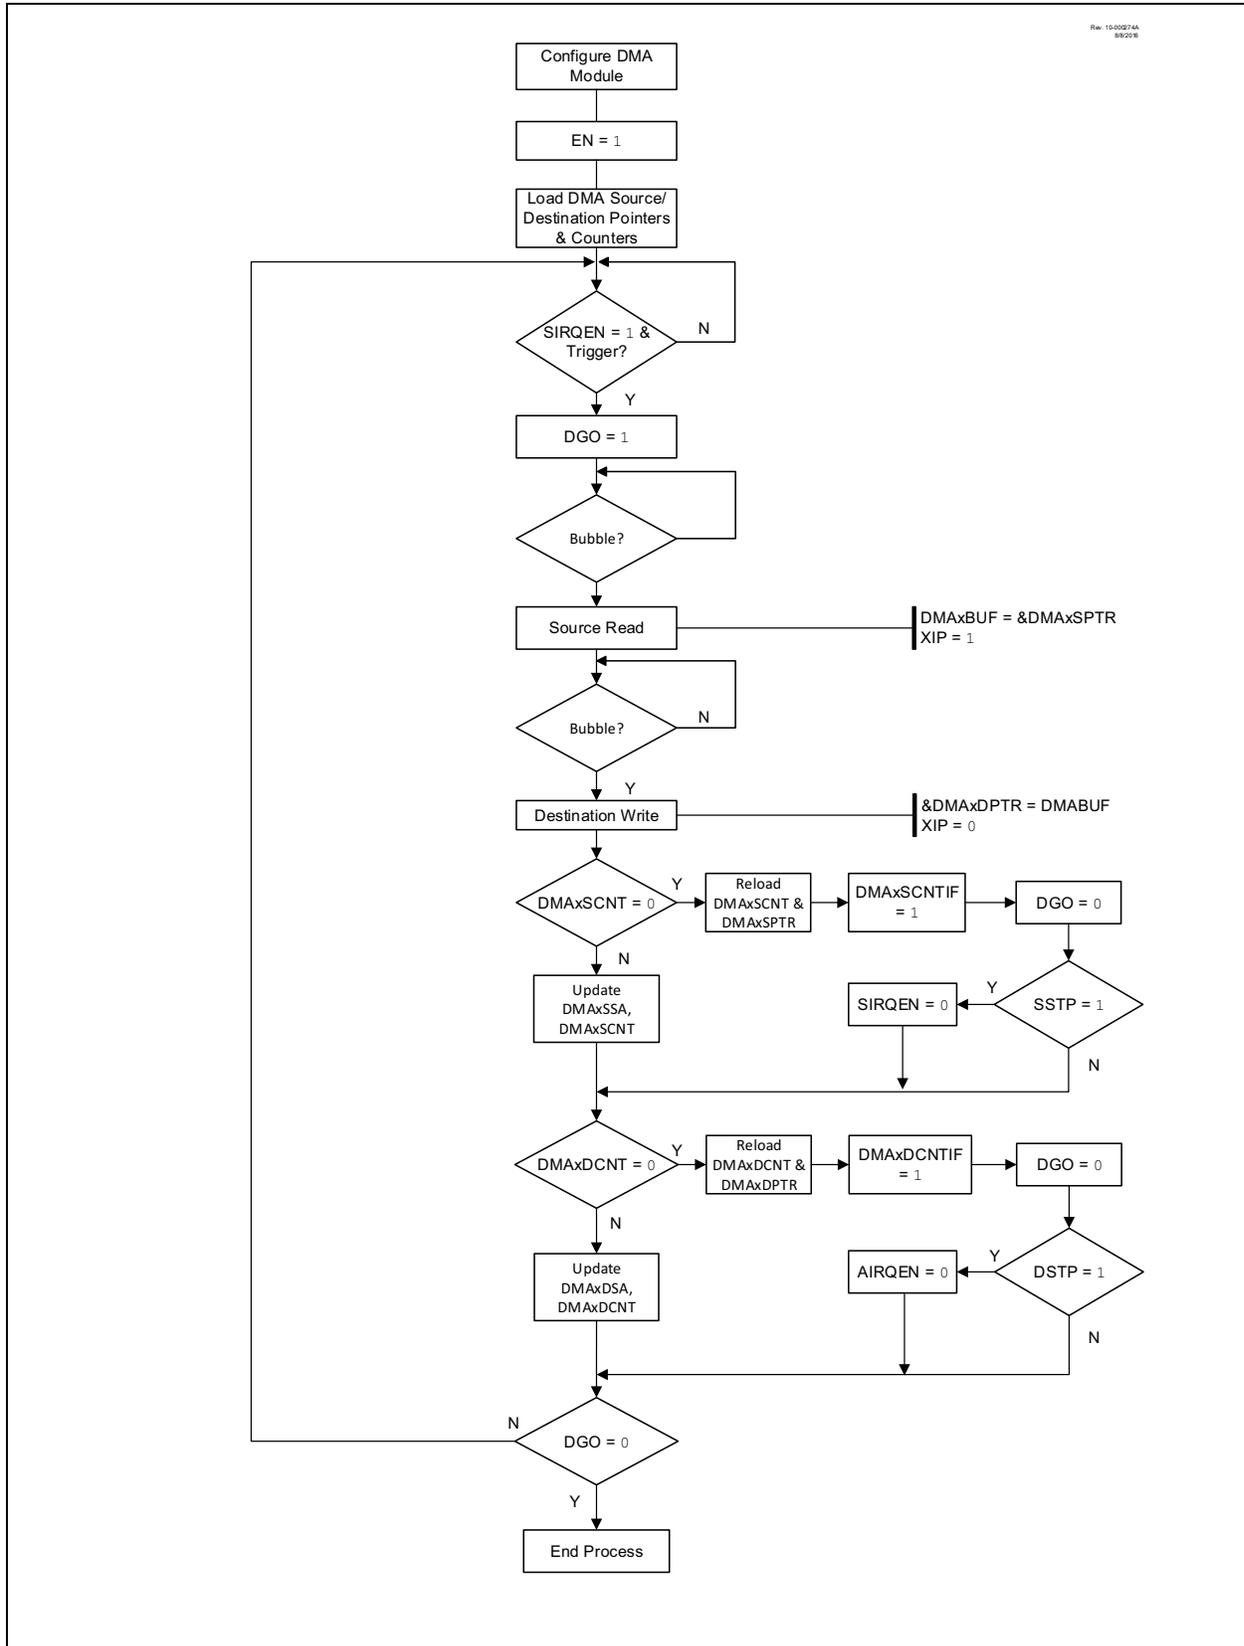 Rev. 10-000274A
8/8/2016
Configure DMA
Module
EN = 1
Load DMA Source/
Destination Pointers
& Counters
SIRQEN = 1 &
Trigger?
N
Y
DGO = 1
Bubble?
Source Read
DMAxBUF = &DMAxSPTR
XIP = 1
Bubble?
N
Y
Destination Write
&DMAxDPTR = DMABUF
XIP = 0
DMAxSCNT = 0
Y
Reload
DMAxSCNT &
DMAxSPTR
DMAxSCNTIF
= 1
DGO = 0
N
Update
DMAxSSA,
DMAxSCNT
SIRQEN = 0
Y
SSTP = 1
N
DMAxDCNT = 0
Y
Reload
DMAxDCNT &
DMAxDPTR
DMAxDCNTIF
= 1
DGO = 0
N
Update
DMAxDSA,
DMAxDCNT
AIRQEN = 0
Y
DSTP = 1
N
N
DGO = 0
Y
End Process